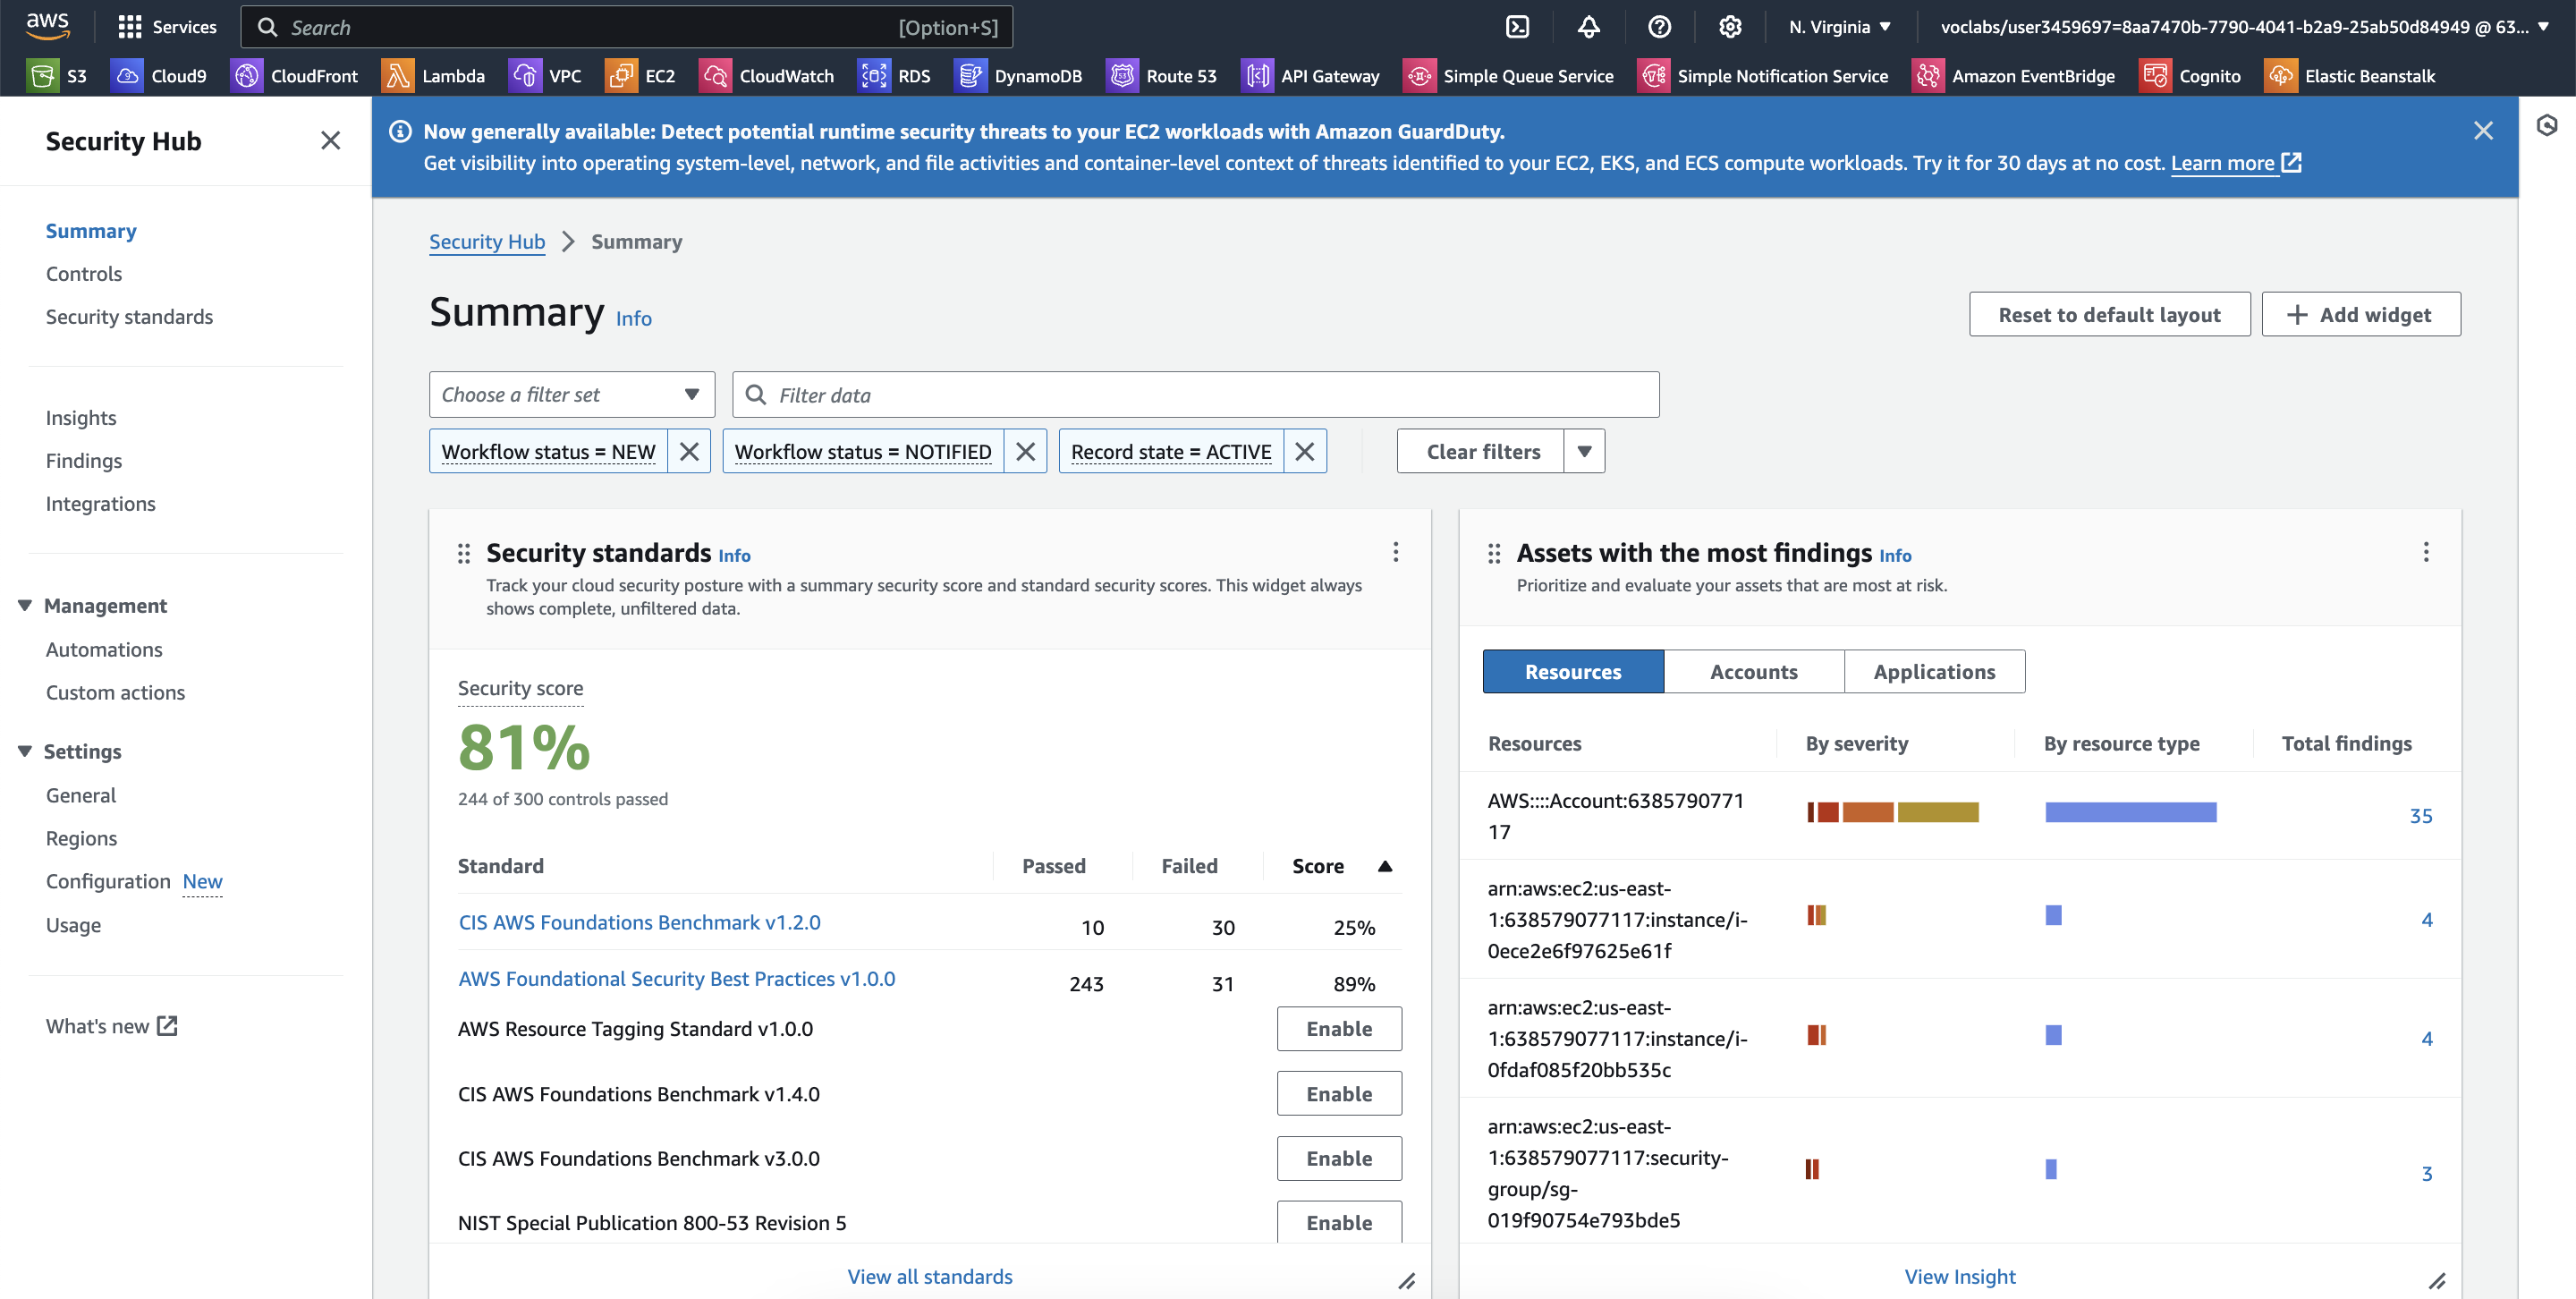 aws
Services
Search [Option+S]
N. Virginia
voclabs/user3459697=8aa7470b-7790-4041-b2a9-25ab50d84949 @ 63...
S3 Cloud9 CloudFront Lambda VPC EC2 CloudWatch RDS DynamoDB Route 53 API Gateway Simple Queue Service Simple Notification Service Amazon EventBridge Cognito Elastic Beanstalk
Security Hub
Summary
Controls
Security standards
Insights
Findings
Integrations
Management
Automations
Custom actions
Settings
General
Regions
Configuration New
Usage
What's new
Now generally available: Detect potential runtime security threats to your EC2 workloads with Amazon GuardDuty.
Get visibility into operating system-level, network, and file activities and container-level context of threats identified to your EC2, EKS, and ECS compute workloads. Try it for 30 days at no cost. Learn more
Security Hub > Summary
Summary Info
Reset to default layout
+ Add widget
Choose a filter set
Filter data
Workflow status = NEW
Workflow status = NOTIFIED
Record state = ACTIVE
Clear filters
Security standards Info
Track your cloud security posture with a summary security score and standard security scores. This widget always
shows complete, unfiltered data.
Security score
81%
244 of 300 controls passed
Standard Passed Failed Score
CIS AWS Foundations Benchmark v1.2.0 10 30 25%
AWS Foundational Security Best Practices v1.0.0 243 31 89%
AWS Resource Tagging Standard v1.0.0 Enable
CIS AWS Foundations Benchmark v1.4.0 Enable
CIS AWS Foundations Benchmark v3.0.0 Enable
NIST Special Publication 800-53 Revision 5 Enable
View all standards
Assets with the most findings Info
Prioritize and evaluate your assets that are most at risk.
Resources Accounts Applications
Resources By severity By resource type Total findings
AWS::::Account:6385790771
17
35
arn:aws:ec2:us-east-
1:638579077117:instance/i-
0ece2e6f97625e61f
4
arn:aws:ec2:us-east-
1:638579077117:instance/i-
0fdaf085f20bb535c
4
arn:aws:ec2:us-east-
1:638579077117:security-
group/sg-
019f90754e793bde5
3
View Insight